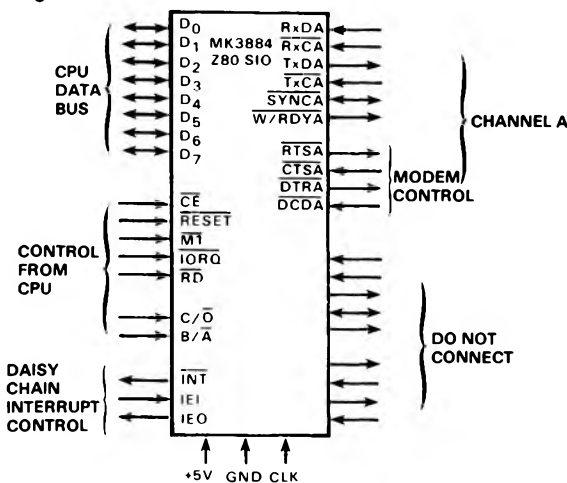 D0
D1
D2
D3
D4
D5
D6
D7
CPU
DATA
BUS
MK3884
Z80 SIO
RxDA
RxCA
TxDA
TxCA
SYNCA
W/RDYA
CHANNEL A
RTSA
CTSA
DTRA
DCDA
MODEM
CONTROL
CE
RESET
M1
IORQ
RD
C/D
B/A
CONTROL
FROM
CPU
DO NOT
CONNECT
DAISY
CHAIN
INTERRUPT
CONTROL
INT
IEI
IEO
+5V GND CLK